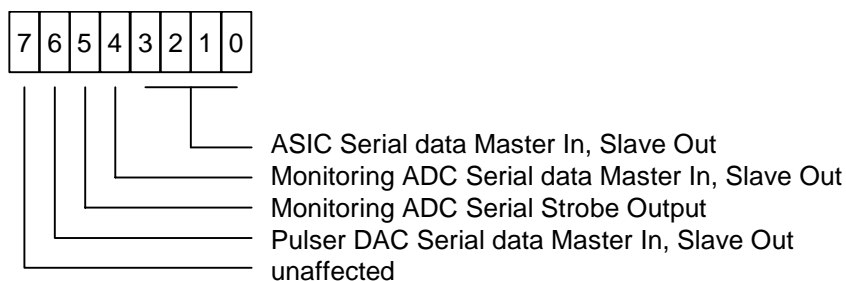 7 6 5 4 3 2 1 0
ASIC Serial data Master In, Slave Out
Monitoring ADC Serial data Master In, Slave Out
Monitoring ADC Serial Strobe Output
Pulser DAC Serial data Master In, Slave Out
unaffected